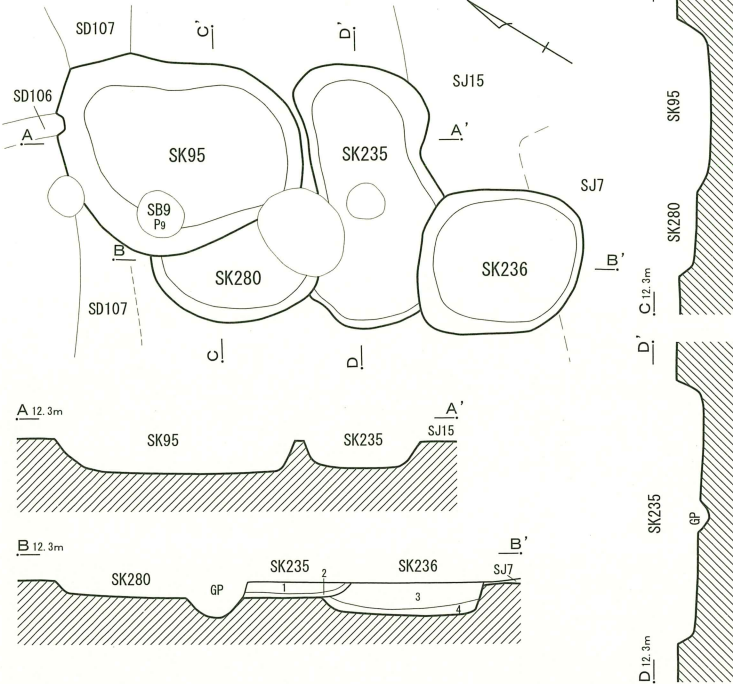 SD107
C'
D'
SJ15
SD106
A
A'
SK95
SK235
SJ7
SB9
P9
B
B'
SK280
SK236
SD107
C
D
A 12.3m
A'
SK95
SK235
SJ15
B 12.3m
B'
SK280
GP
SK235
1
2
SK236
3
4
SJ7
SK95
SK280
C 12.3m
D'
SK235
GP
D 12.3m